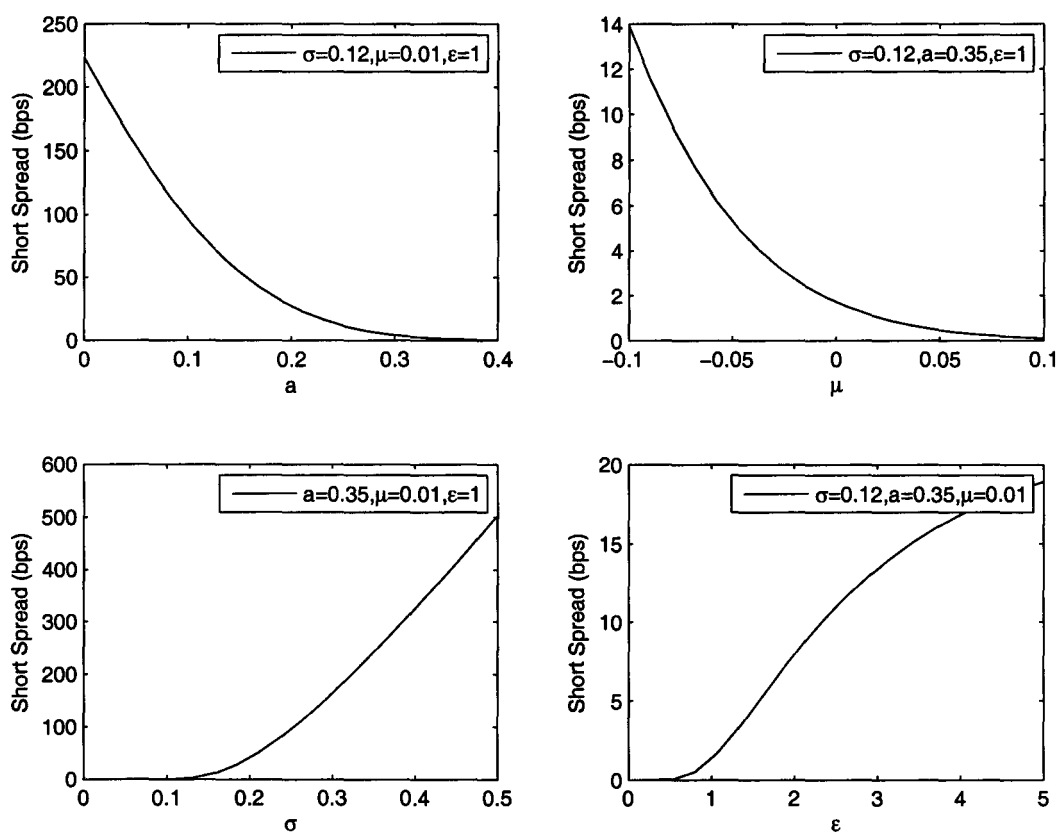 250
200
150
100
50
0
Short Spread (bps)
σ=0.12,μ=0.01,ε=1
0 0.1 0.2 0.3 0.4
a
14
12
10
8
6
4
2
0
Short Spread (bps)
σ=0.12,a=0.35,ε=1
−0.1 −0.05 0 0.05 0.1
μ
600
500
400
300
200
100
0
Short Spread (bps)
a=0.35,μ=0.01,ε=1
0 0.1 0.2 0.3 0.4 0.5
σ
20
15
10
5
0
Short Spread (bps)
σ=0.12,a=0.35,μ=0.01
0 1 2 3 4 5
ε